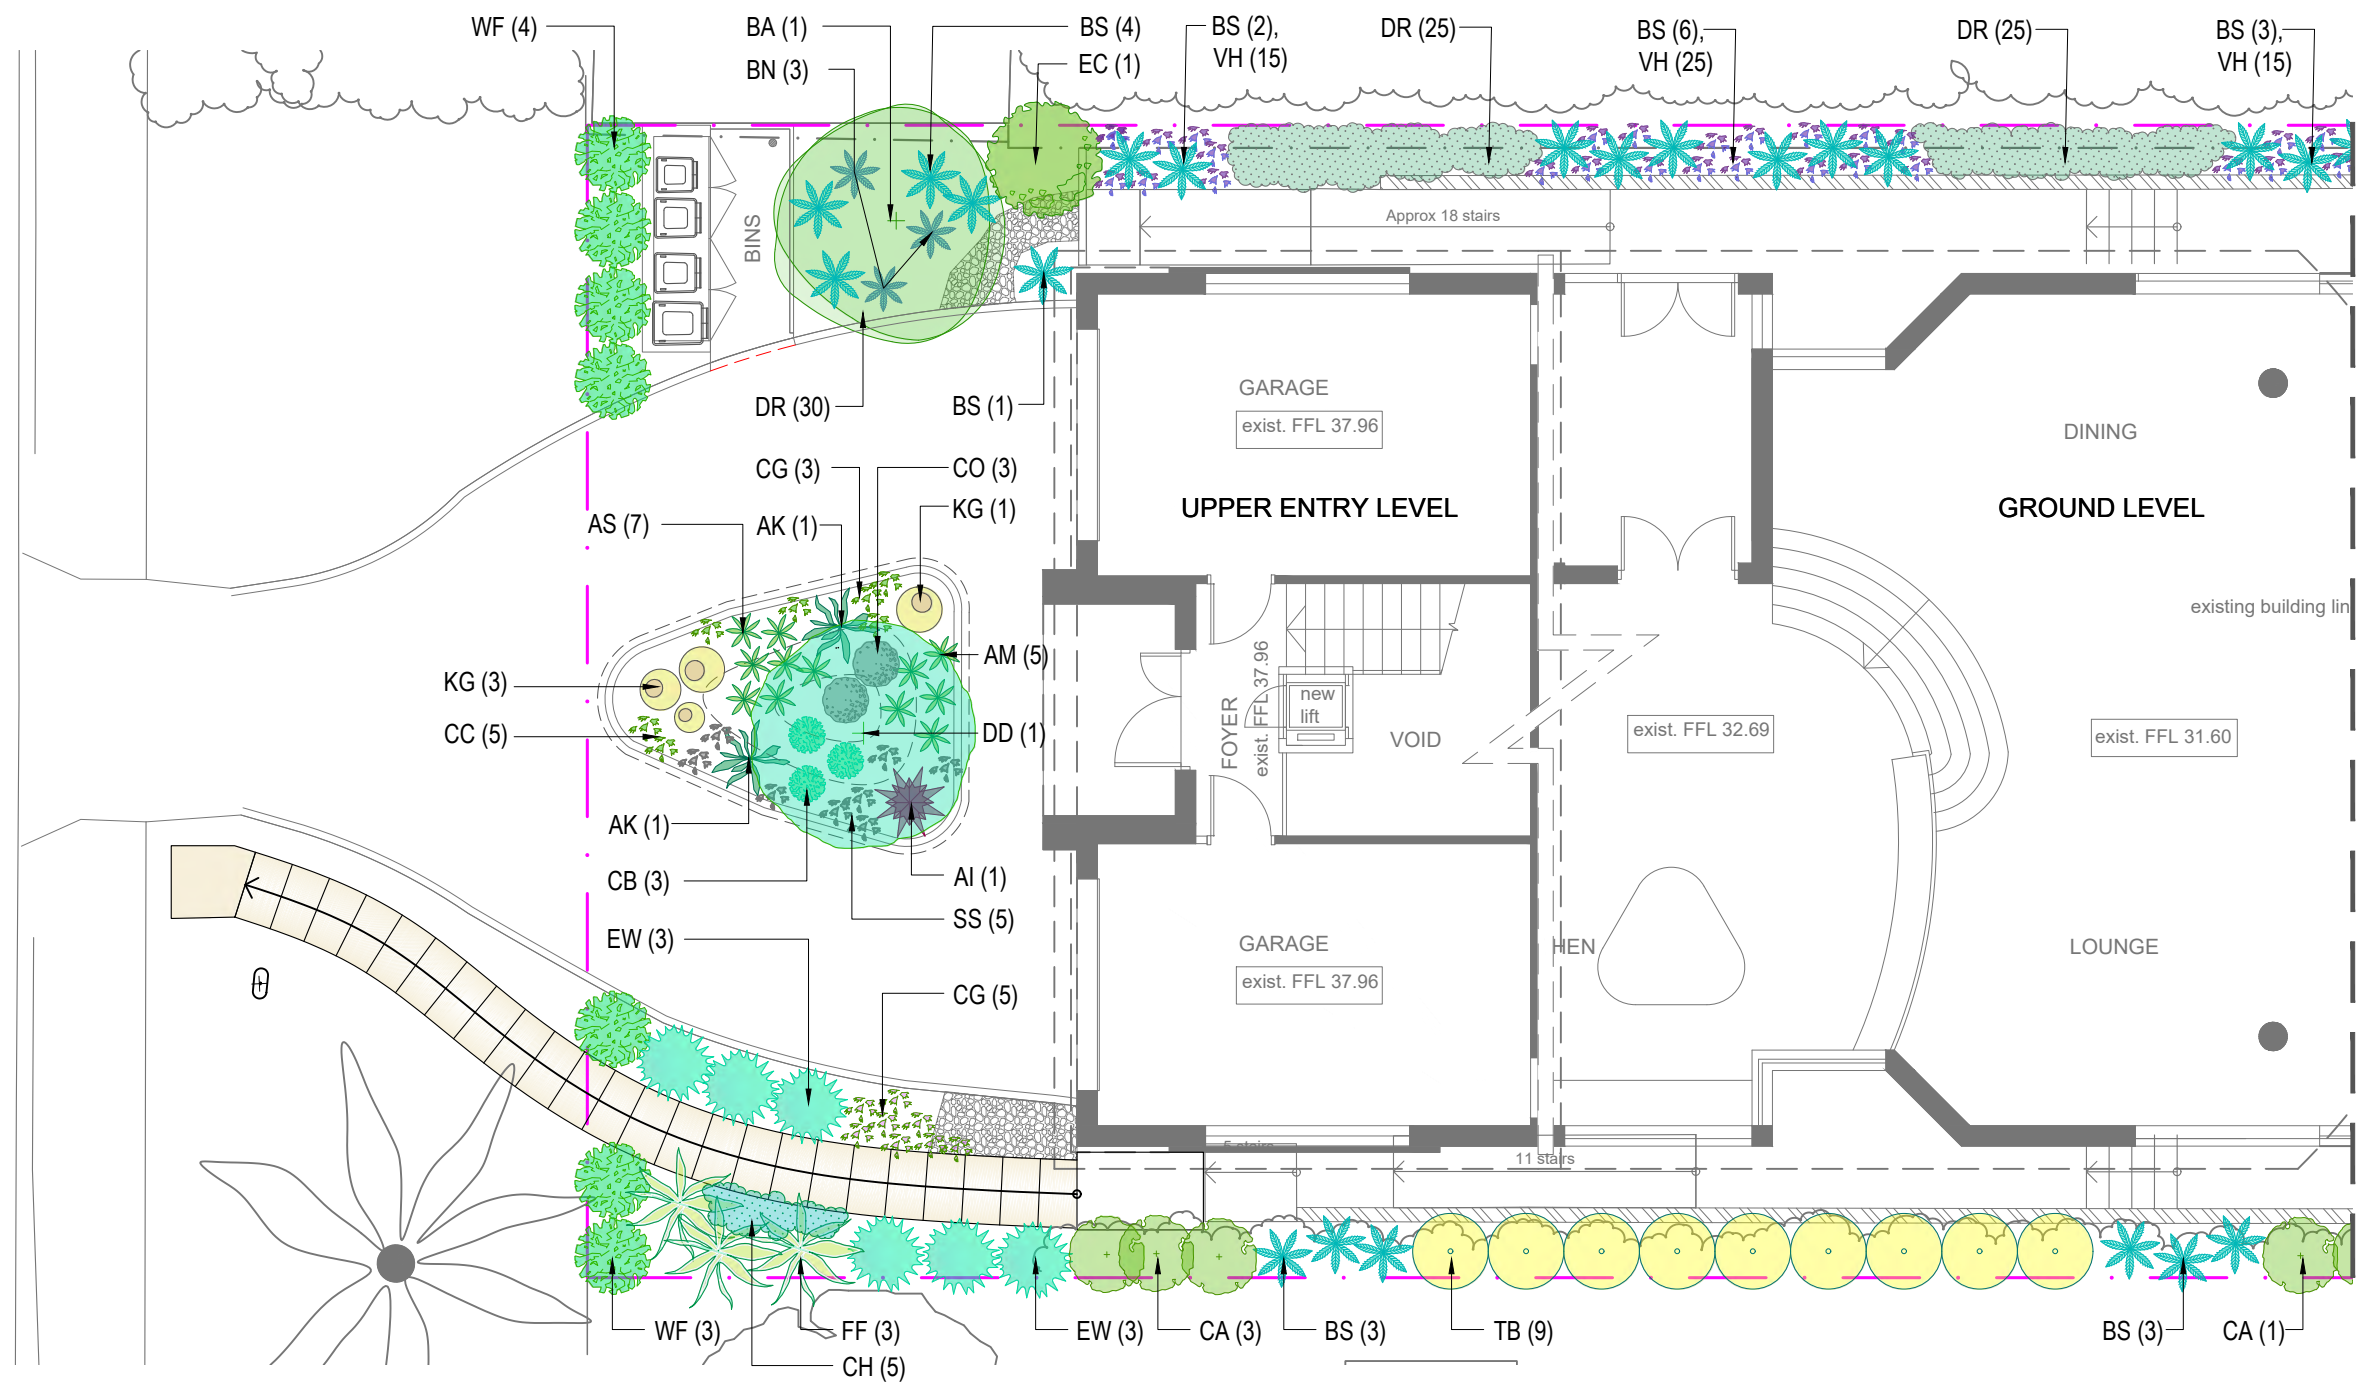 WF (4)
BA (1)
BN (3)
BS (4)
EC (1)
BS (2),
VH (15)
DR (25)
BS (6),
VH (25)
DR (25)
BS (3),
VH (15)
BINS
Approx 18 stairs
DR (30)
BS (1)
GARAGE
exist. FFL 37.96
DINING
CG (3)
CO (3)
KG (1)
AS (7)
AK (1)
UPPER ENTRY LEVEL
GROUND LEVEL
existing building lin
AM (5)
KG (3)
CC (5)
DD (1)
FOYER
exist. FFL 37.96
new
lift
VOID
exist. FFL 32.69
exist. FFL 31.60
AK (1)
CB (3)
AI (1)
SS (5)
EW (3)
CG (5)
GARAGE
exist. FFL 37.96
HEN
LOUNGE
5 stairs
11 stairs
WF (3)
FF (3)
CH (5)
EW (3)
CA (3)
BS (3)
TB (9)
BS (3)
CA (1)